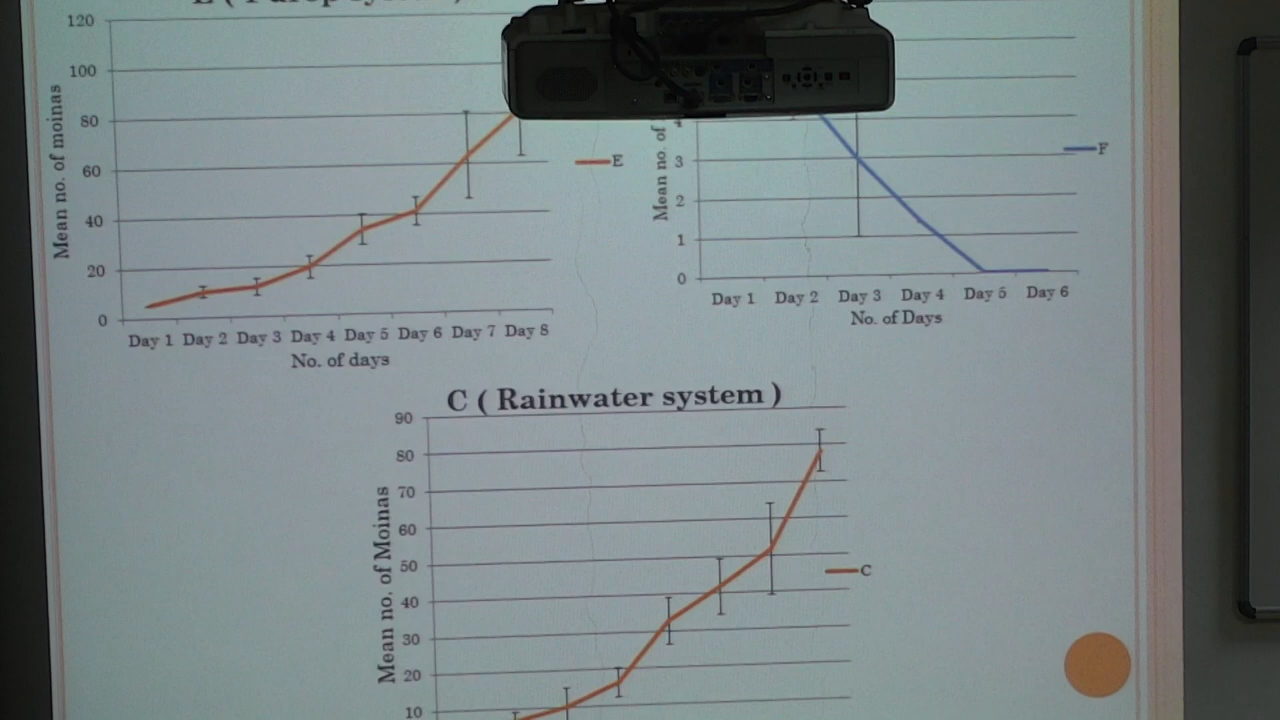 120
100
80
60
40
20
0
Mean no. of moinas
Day 1 Day 2 Day 3 Day 4 Day 5 Day 6 Day 7 Day 8
No. of days
E
3
2
1
0
Mean no. of
Day 1 Day 2 Day 3 Day 4 Day 5 Day 6
No. of Days
F
C ( Rainwater system )
90
80
70
60
50
40
30
20
10
Mean no. of Moinas
C